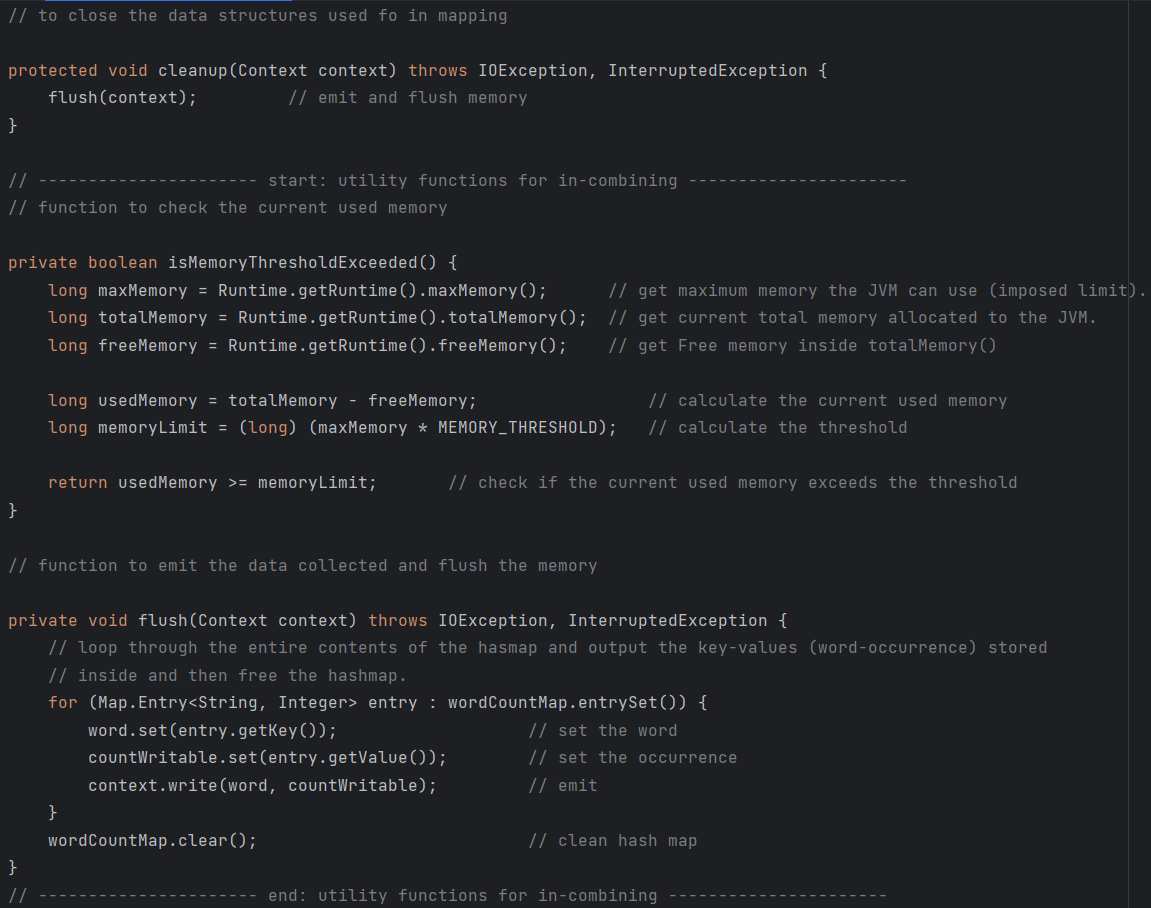 // to close the data structures used fo in mapping
protected void cleanup(Context context) throws IOException, InterruptedException {
    flush(context);         // emit and flush memory
}
// ---------------------- start: utility functions for in-combining ----------------------
// function to check the current used memory
private boolean isMemoryThresholdExceeded() {
    long maxMemory = Runtime.getRuntime().maxMemory();      // get maximum memory the JVM can use (imposed limit).
    long totalMemory = Runtime.getRuntime().totalMemory();  // get current total memory allocated to the JVM.
    long freeMemory = Runtime.getRuntime().freeMemory();    // get Free memory inside totalMemory()
    long usedMemory = totalMemory - freeMemory;                 // calculate the current used memory
    long memoryLimit = (long) (maxMemory * MEMORY_THRESHOLD);   // calculate the threshold
    return usedMemory >= memoryLimit;       // check if the current used memory exceeds the threshold
}
// function to emit the data collected and flush the memory
private void flush(Context context) throws IOException, InterruptedException {
    // loop through the entire contents of the hasmap and output the key-values (word-occurrence) stored
    // inside and then free the hashmap.
    for (Map.Entry<String, Integer> entry : wordCountMap.entrySet()) {
        word.set(entry.getKey());                   // set the word
        countWritable.set(entry.getValue());        // set the occurrence
        context.write(word, countWritable);         // emit
    }
    wordCountMap.clear();                           // clean hash map
}
// ---------------------- end: utility functions for in-combining ----------------------